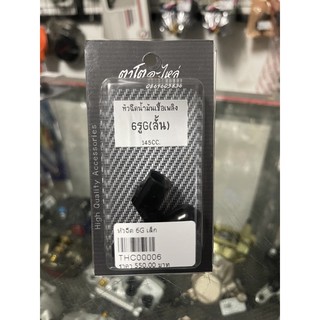 ตาโตอะไหล่
0869623834
หัวฉีดน้ำมันเชื้อเพลิง
6รูG(สั้น)
145CC.
High Quality Accessories
หัวฉีด 6G เล็ก
THC00006
ราคา 550.00 บาท